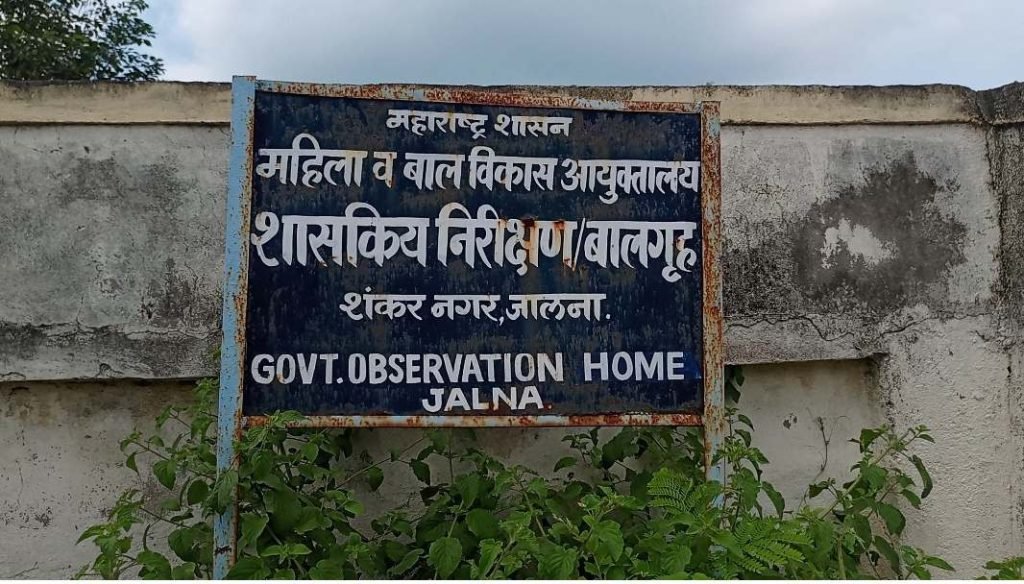 महाराष्ट्र शासन
महिला व बाल विकास आयुक्तालय
शासकिय निरीक्षण/बालगृह
शंकर नगर,जालना.
GOVT. OBSERVATION HOME
JALNA.